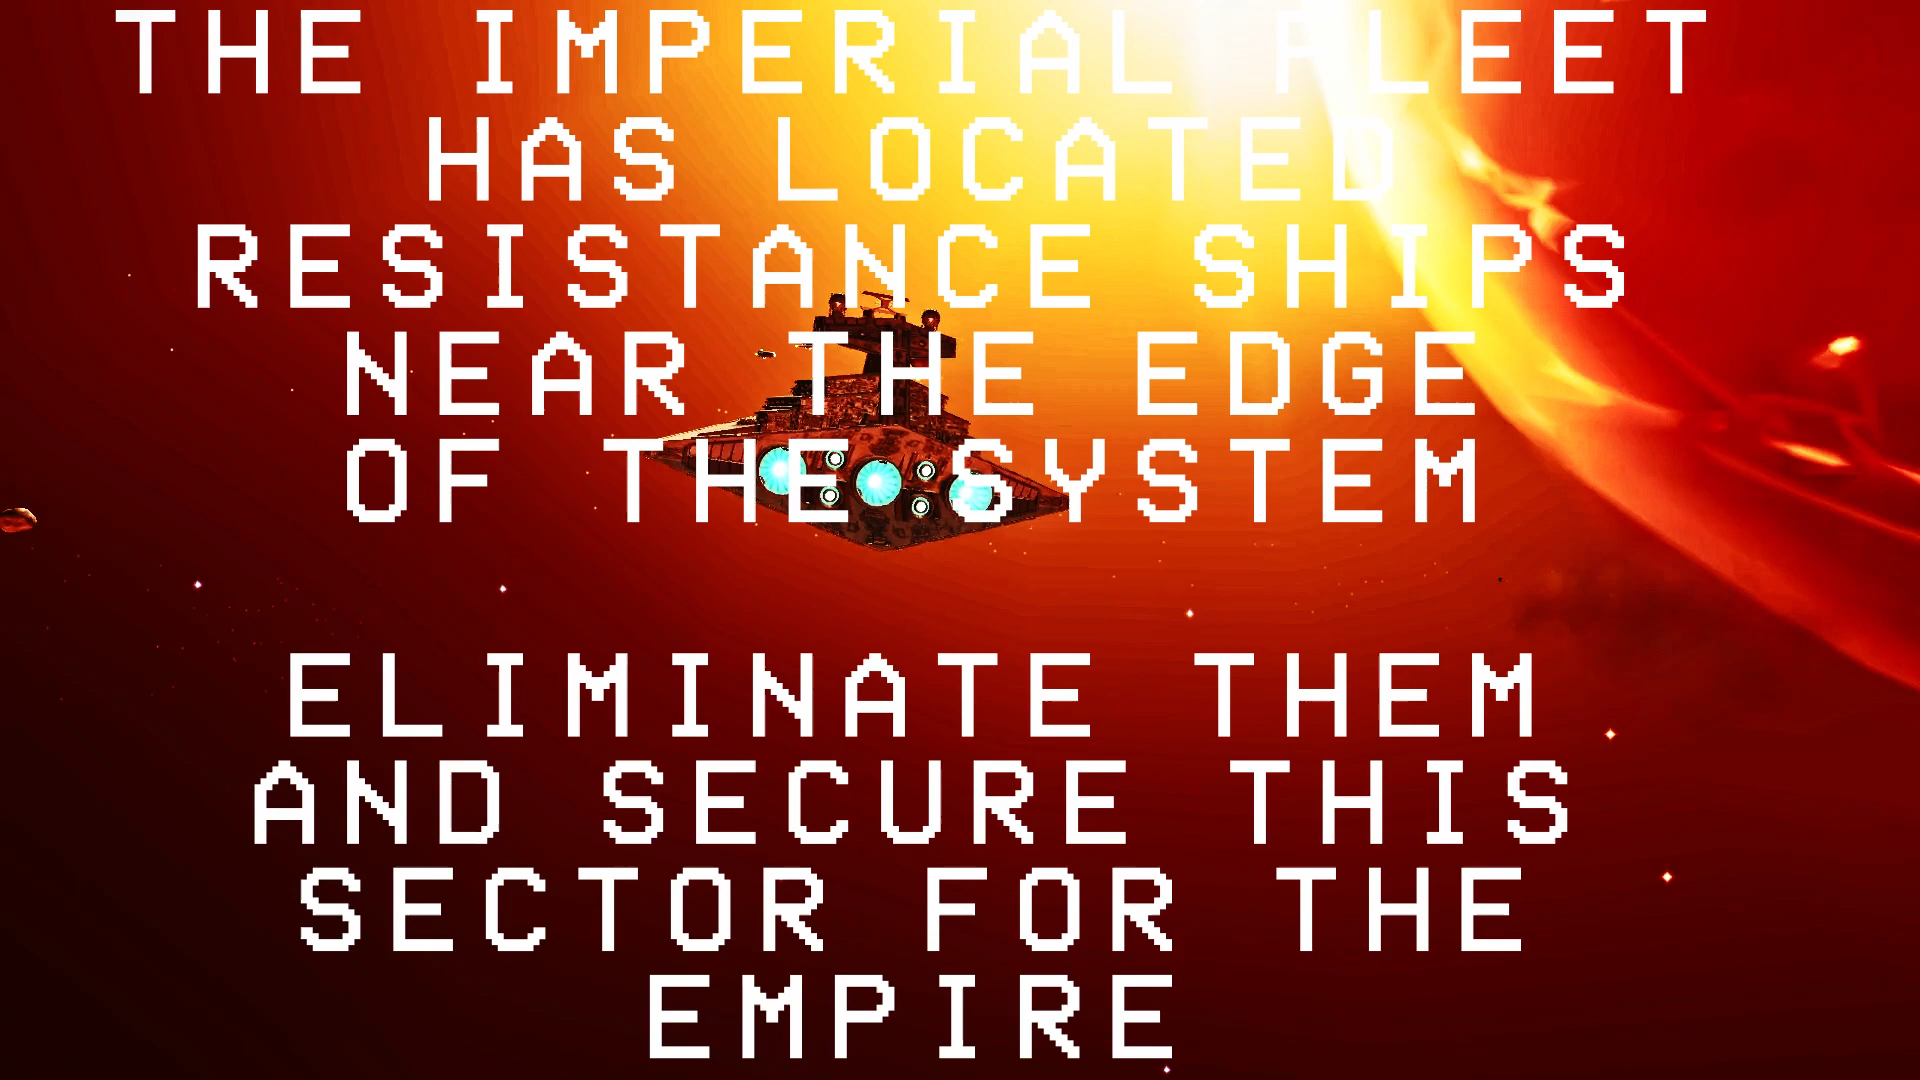 THE IMPERIAL FLEET
HAS LOCATED
RESISTANCE SHIPS
NEAR THE EDGE
OF THE SYSTEM
ELIMINATE THEM
AND SECURE THIS
SECTOR FOR THE
EMPIRE